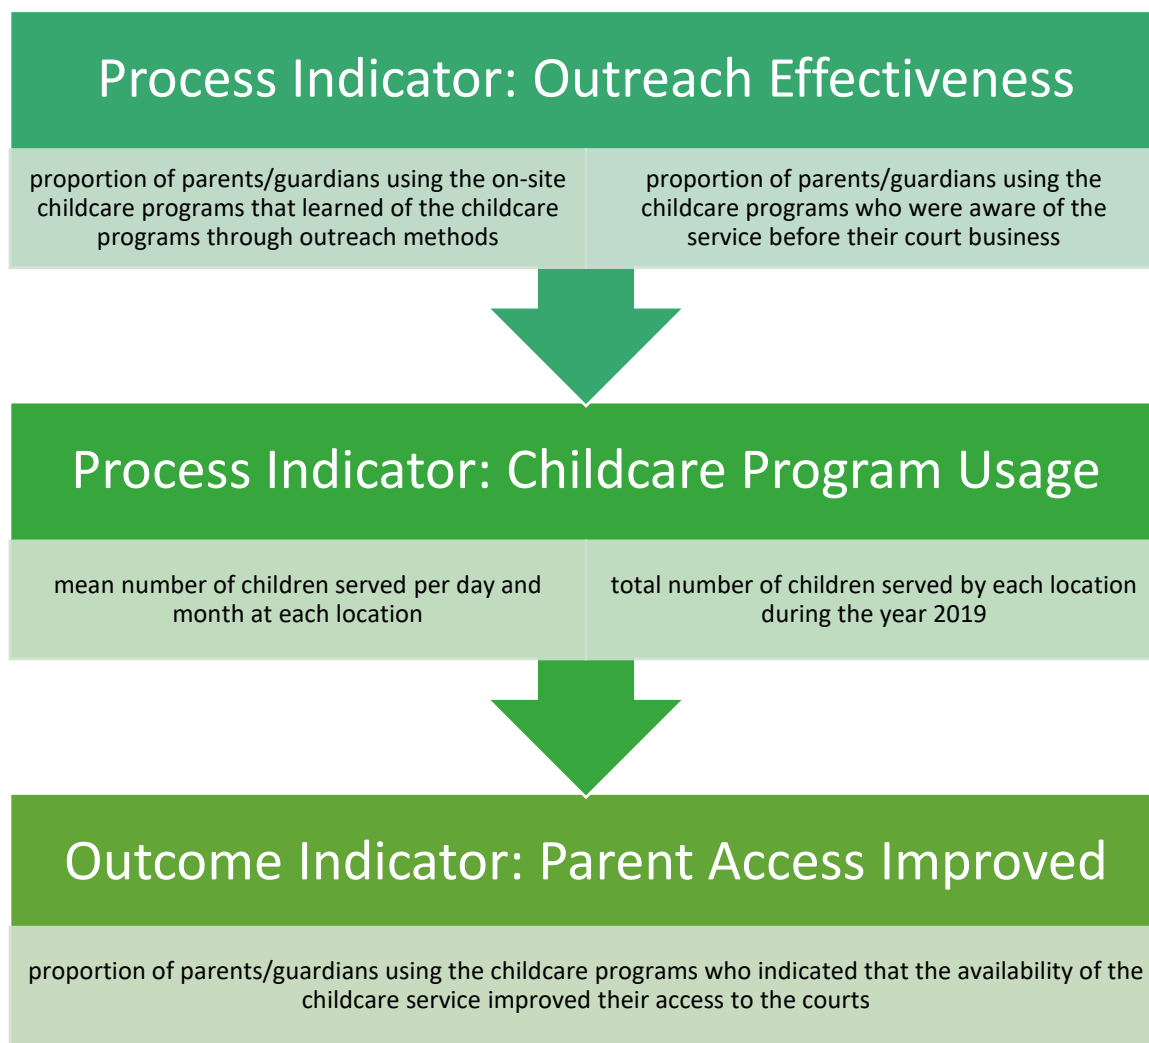 Process Indicator: Outreach Effectiveness
proportion of parents/guardians using the on-site
childcare programs that learned of the childcare
programs through outreach methods
proportion of parents/guardians using the
childcare programs who were aware of the
service before their court business
Process Indicator: Childcare Program Usage
mean number of children served per day and
month at each location
total number of children served by each location
during the year 2019
Outcome Indicator: Parent Access Improved
proportion of parents/guardians using the childcare programs who indicated that the availability of the
childcare service improved their access to the courts